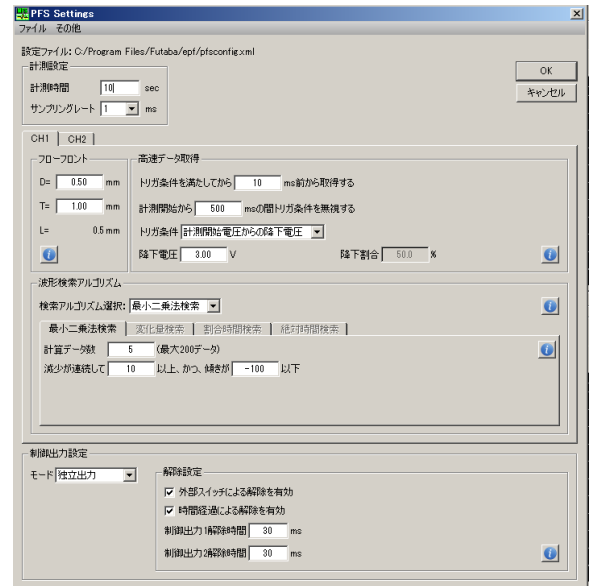 PFS Settings
ファイル その他
設定ファイル: C:/Program Files/Futaba/epf/pfsconfig.xml
計測設定
計測時間 10 sec
サンプリングレート 1 ms
OK
キャンセル
CH1 CH2
フローフロント
D= 0.50 mm
T= 1.00 mm
L= 0.5 mm
高速データ取得
トリガ条件を満たしてから 10 ms前から取得する
計測開始から 500 msの間トリガ条件を無視する
トリガ条件 計測開始電圧からの降下電圧
降下電圧 3.00 V 降下割合 50.0 %
波形検索アルゴリズム
検索アルゴリズム選択: 最小二乗法検索
最小二乗法検索 変化量検索 割合時間検索 絶対時間検索
計算データ数 5 (最大200データ)
減少が連続して 10 以上、かつ、傾きが -100 以下
制御出力設定
モード 独立出力
解除設定
外部スイッチによる解除を有効
時間経過による解除を有効
制御出力1解除時間 30 ms
制御出力2解除時間 30 ms